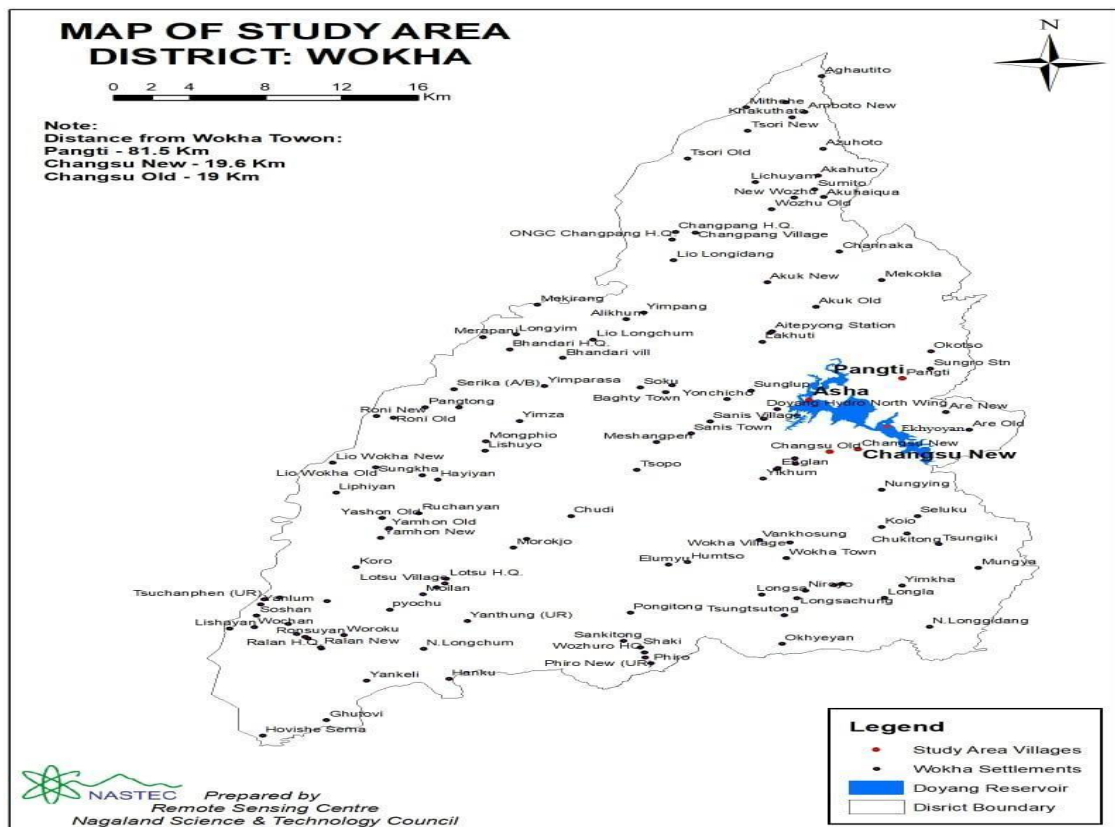 MAP OF STUDY AREA
DISTRICT: WOKHA
N
0 4 8 12 16
Km
Note:
Distance from Wokha Towon:
Pangti - 81.5 Km
Changsu New - 19.6 Km
Changsu Old - 19 Km
Aghautito
Mithehe
Khakuthato
Amboto New
Tsori New
Azuhoto
Tsori Old
Akahuto
Lichuyam
Sumito
New Wozhu
Akuhaiqua
Wozhu Old
Changpang H.Q.
ONGC Changpang H.Q
Changpang Village
Channaka
Lio Longidang
Akuk New
Mekokla
Mekirang
Yimpang
Akuk Old
Alikhum
Merapani
Longyim
Lio Longchum
Aitepyong Station
Lakhuti
Bhandari H.Q.
Bhandari vill
Okotso
Sungro Stn
Pangti
Pangti
Serika (A/B)
Yimparasa
Soku
Sunglup
Asha
Baghty Town
Yonchicho
Roni New
Pangtong
Roni Old
Doyang Hydro North Wing
Are New
Yimza
Sanis Village
Sanis Town
Ekhyoyan
Are Old
Mongphio
Lishuyo
Meshangpen
Changsu Old
Changsu New
Changsu New
Lio Wokha New
Lio Wokha Old
Sungkha
Hayiyan
Tsopo
Englan
Yikhum
Liphiyan
Nungying
Ruchanyan
Yashon Old
Chudi
Seluku
Yamhon Old
Yamhon New
Koio
Morokjo
Vankhosung
Wokha Village
Chukitong
Tsungiki
Koro
Elumyu
Humtso
Wokha Town
Mungya
Lotsu H.Q.
Lotsu Village
Moilan
Longsa
Niroyo
Yimkha
Tsuchanphen (UR)
Yanlum
Longsachung
Longla
Soshan
pyochu
Yanthung (UR)
Pongitong
Tsungtsutong
Lishayan
Wochan
N.Longgidang
Ronsuyan
Woroku
Ralan H.Q.
Ralan New
N.Longchum
Sankitong
Shaki
Okhyeyan
Wozhuro HQ
Phiro
Phiro New (UR)
Yankeli
Hanku
Ghutovi
Hovishe Sema
Legend
Study Area Villages
Wokha Settlements
Doyang Reservoir
Disrict Boundary
NASTEC
Prepared by
Remote Sensing Centre
Nagaland Science & Technology Council